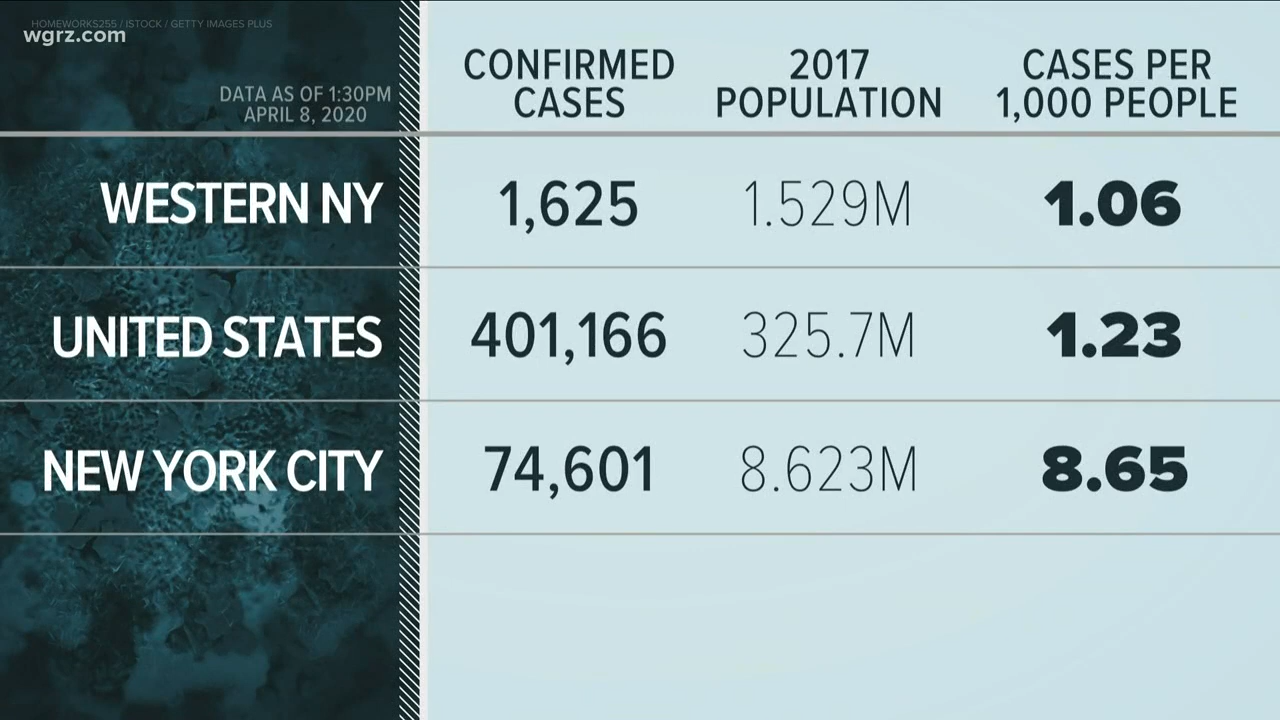 HOMEWORKS255 / ISTOCK / GETTY IMAGES PLUS
wgrz.com
DATA AS OF 1:30PM
APRIL 8, 2020
CONFIRMED CASES
2017 POPULATION
CASES PER 1,000 PEOPLE
WESTERN NY 1,625 1.529M 1.06
UNITED STATES 401,166 325.7M 1.23
NEW YORK CITY 74,601 8.623M 8.65